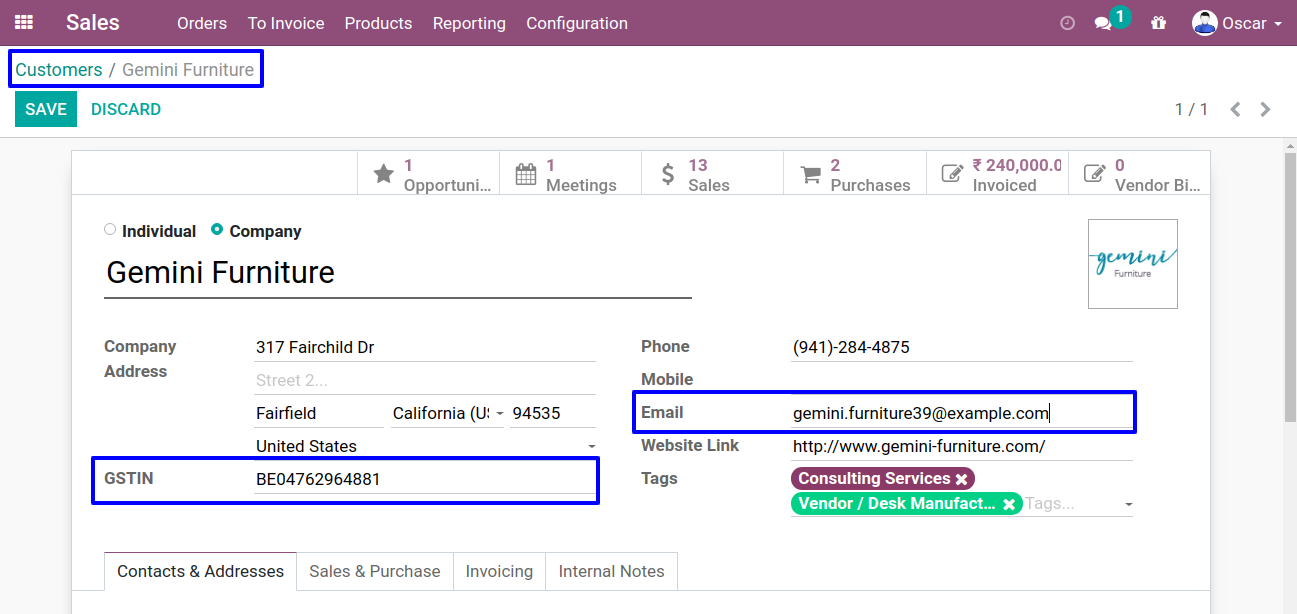 Sales Orders To Invoice Products Reporting Configuration 1 Oscar
Customers / Gemini Furniture
SAVE DISCARD 1 / 1
1 Opportuni...
1 Meetings
13 Sales
2 Purchases
₹ 240,000.0 Invoiced
0 Vendor Bi...
Individual Company
Gemini Furniture
gemini
Furniture
Company Address
317 Fairchild Dr
Street 2...
Fairfield California (US 94535
United States
GSTIN BE04762964881
Phone (941)-284-4875
Mobile
Email gemini.furniture39@example.com
Website Link http://www.gemini-furniture.com/
Tags Consulting Services
Vendor / Desk Manufact... Tags...
Contacts & Addresses Sales & Purchase Invoicing Internal Notes